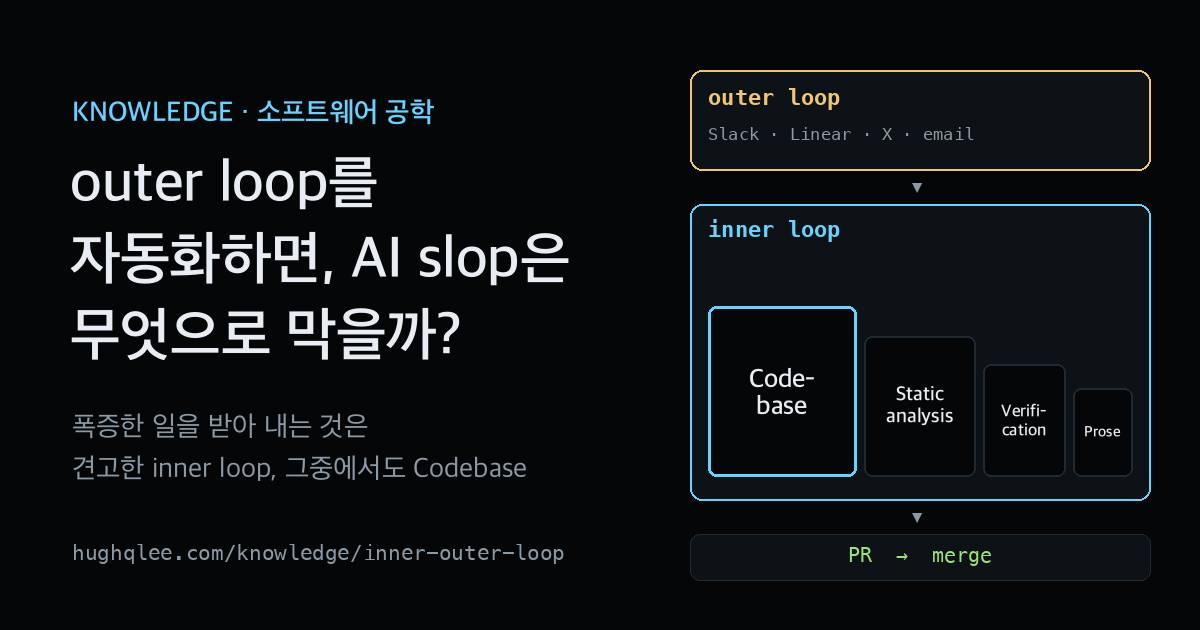 KNOWLEDGE · 소프트웨어 공학
outer loop를
자동화하면, AI slop은
무엇으로 막을까?
폭증한 일을 받아 내는 것은
견고한 inner loop, 그중에서도 Codebase
hughqlee.com/knowledge/inner-outer-loop
outer loop
Slack · Linear · X · email
▼
inner loop
Code-
base
Static
analysis
Verifi-
cation
Prose
▼
PR → merge